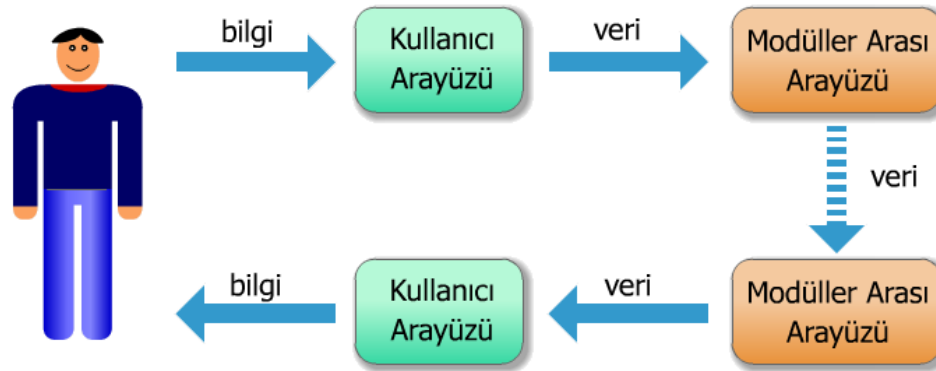 bilgi
Kullanıcı
Arayüzü
veri
Modüller Arası
Arayüzü
veri
bilgi
Kullanıcı
Arayüzü
veri
Modüller Arası
Arayüzü